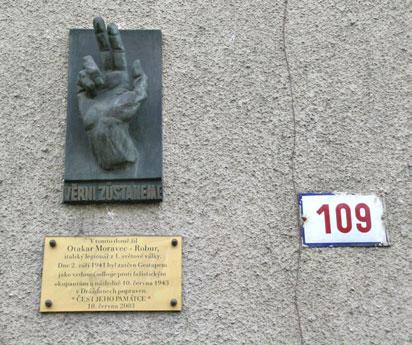 VĚRNI ZŮSTANEME
V tomto domě žil
Otakar Moravec - Robur,
italský legionář z 1. světové války.
Dne 2. září 1941 byl zatčen Gestapem
jako vedoucí odboje proti fašistickým
okupantům a následně 10. června 1943
v Drážďanech popraven.
* ČEST JEHO PAMÁTCE *
10. června 2003
109